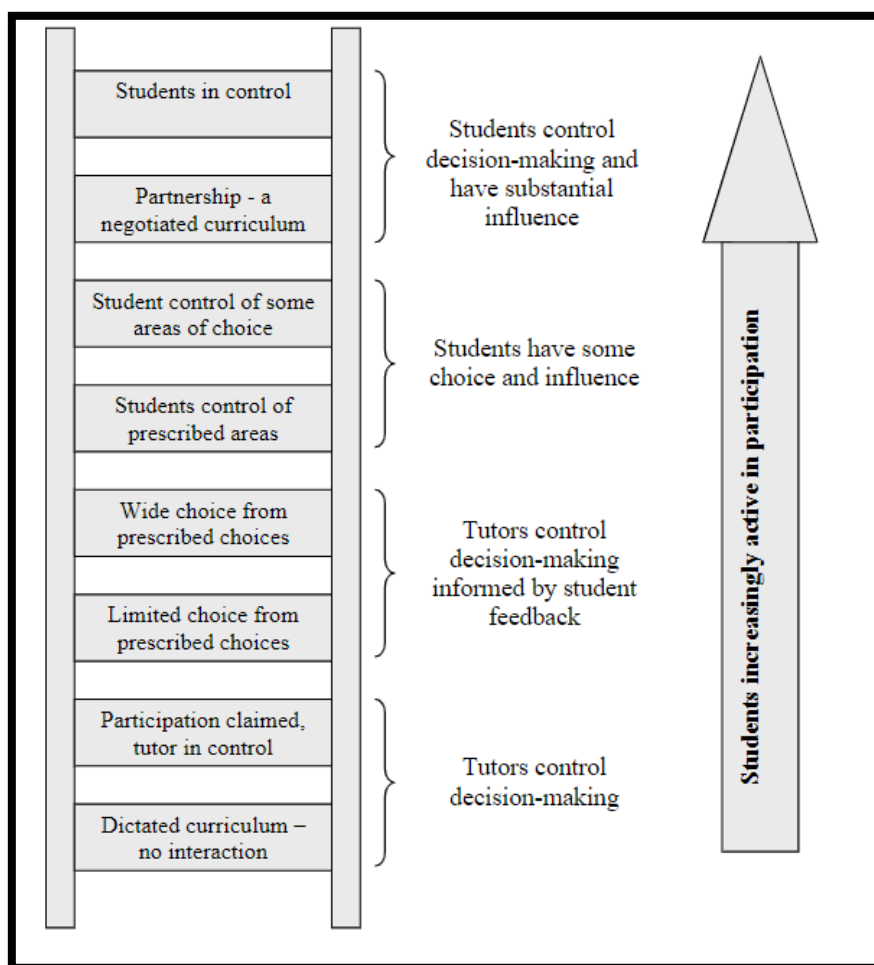 Students in control
Partnership - a
negotiated curriculum
Students control
decision-making and
have substantial
influence
Student control of some
areas of choice
Students control of
prescribed areas
Students have some
choice and influence
Wide choice from
prescribed choices
Limited choice from
prescribed choices
Tutors control
decision-making
informed by student
feedback
Participation claimed,
tutor in control
Dictated curriculum –
no interaction
Tutors control
decision-making
Students increasingly active in participation